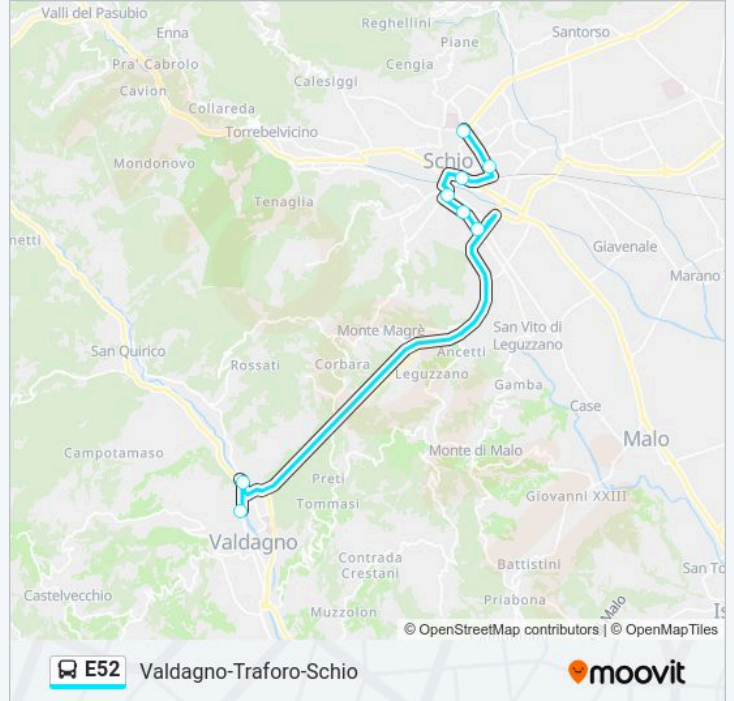 Valli del Pasubio
Reghellini
Enna
Piane
Santorso
Pra' Cabrolo
Cengia
Cavion
Calesiggi
Collareda
Torrebelvicino
Mondonovo
Schio
Tenaglia
netti
Giavenale
Marano
Monte Magrè
San Vito di
Leguzzano
San Quirico
Rossati
Corbara
Ancetti
Leguzzano
Gamba
Case
Malo
Campotamaso
Monte di Malo
Preti
Tommasi
Giovanni XXIII
Valdagno
Contrada
Crestani
Battistini
San To
Castelvecchio
Muzzolon
Priabona
Malo
Is
© OpenStreetMap contributors | © OpenMapTiles
E52 Valdagno-Traforo-Schio
moovit